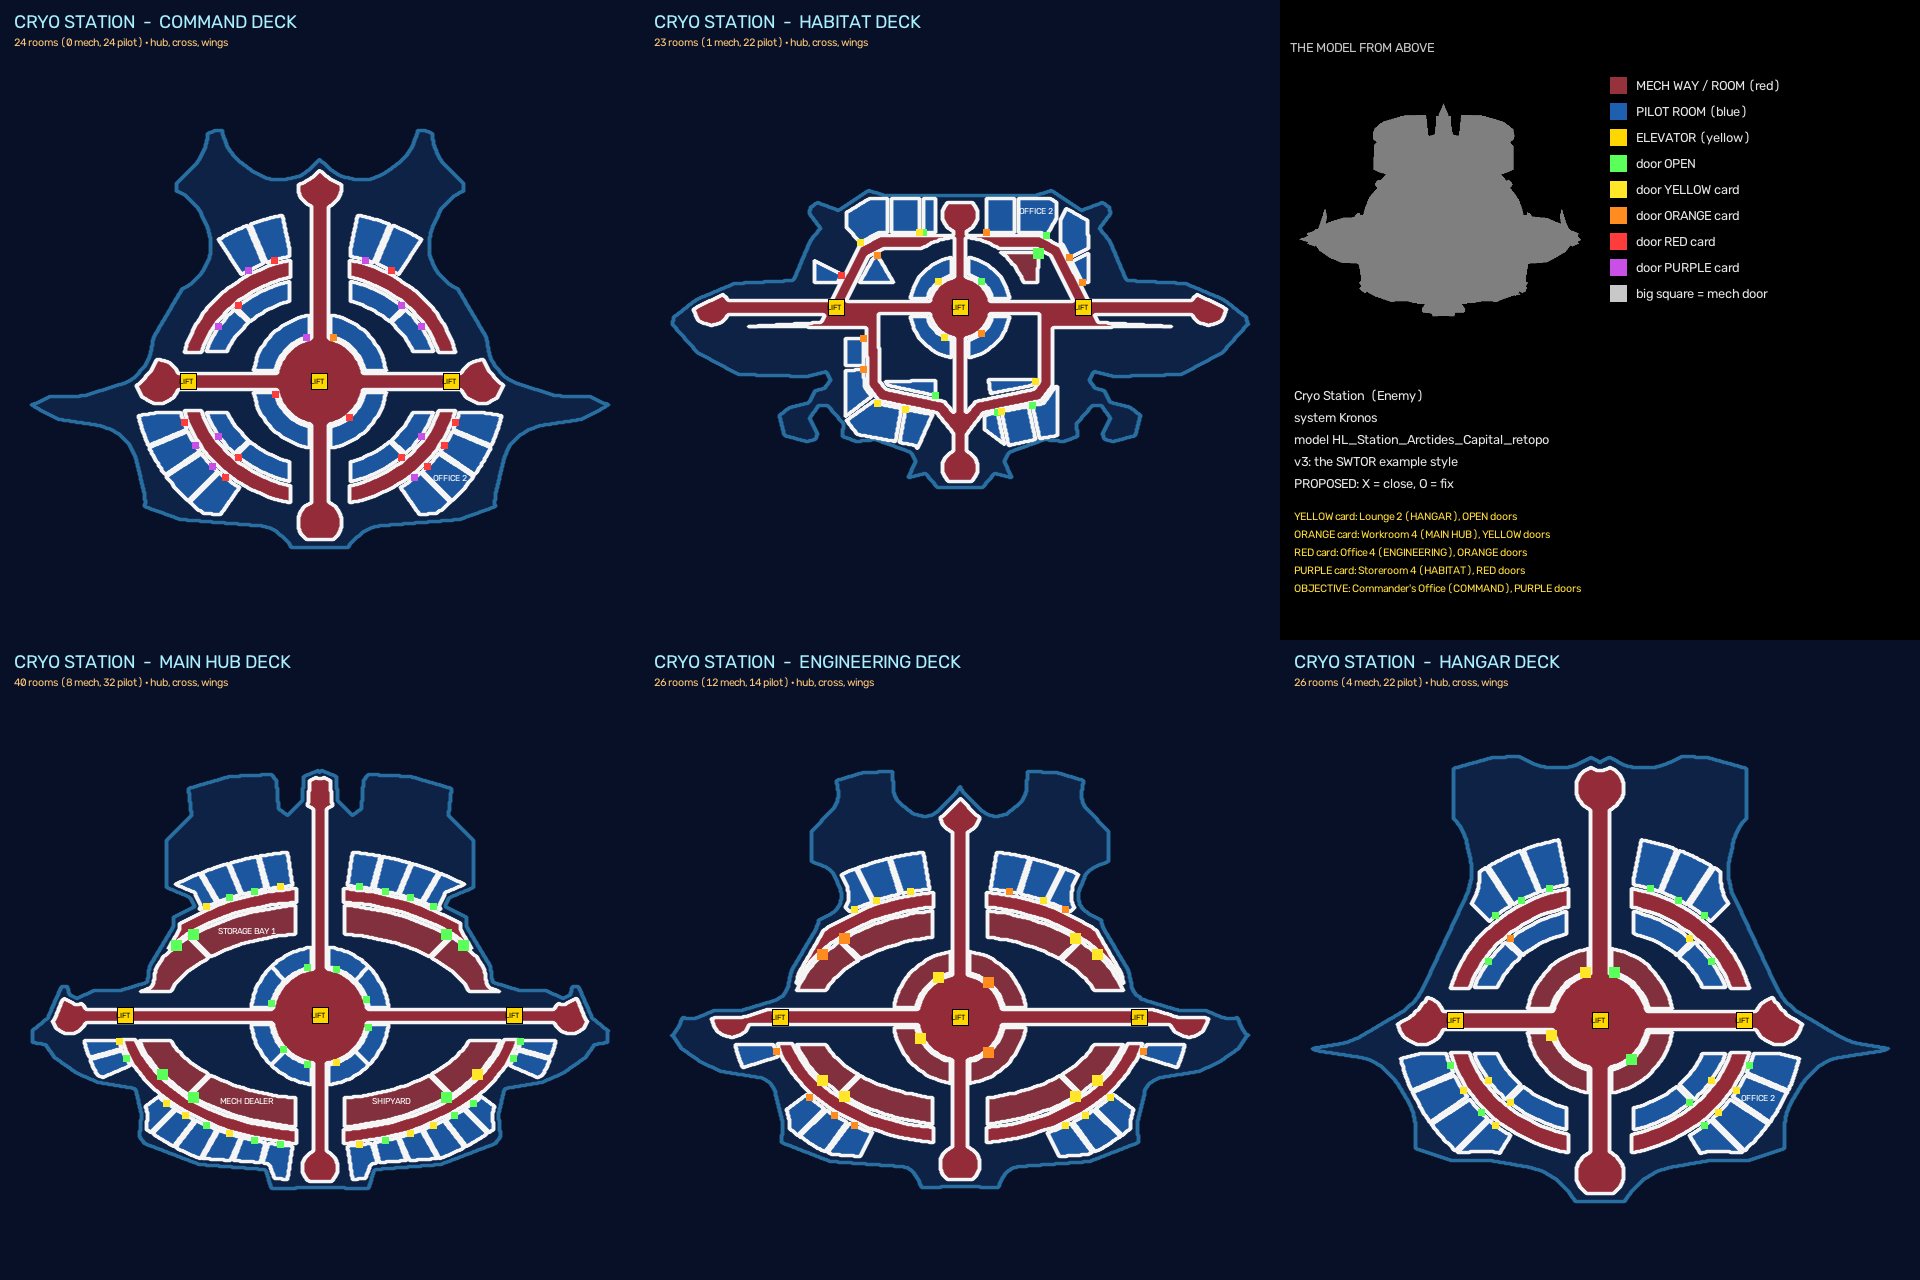 CRYO STATION - COMMAND DECK
24 rooms (0 mech, 24 pilot) • hub, cross, wings
LIFT
LIFT
LIFT
OFFICE 2
CRYO STATION - HABITAT DECK
23 rooms (1 mech, 22 pilot) • hub, cross, wings
OFFICE 2
LIFT
LIFT
LIFT
THE MODEL FROM ABOVE
MECH WAY / ROOM (red)
PILOT ROOM (blue)
ELEVATOR (yellow)
door OPEN
door YELLOW card
door ORANGE card
door RED card
door PURPLE card
big square = mech door
Cryo Station (Enemy)
system Kronos
model HL_Station_Arctides_Capital_retopo
v3: the SWTOR example style
PROPOSED: X = close, O = fix
YELLOW card: Lounge 2 (HANGAR), OPEN doors
ORANGE card: Workroom 4 (MAIN HUB), YELLOW doors
RED card: Office 4 (ENGINEERING), ORANGE doors
PURPLE card: Storeroom 4 (HABITAT), RED doors
OBJECTIVE: Commander's Office (COMMAND), PURPLE doors
CRYO STATION - MAIN HUB DECK
40 rooms (8 mech, 32 pilot) • hub, cross, wings
STORAGE BAY 1
LIFT
LIFT
LIFT
MECH DEALER
SHIPYARD
CRYO STATION - ENGINEERING DECK
26 rooms (12 mech, 14 pilot) • hub, cross, wings
LIFT
LIFT
LIFT
CRYO STATION - HANGAR DECK
26 rooms (4 mech, 22 pilot) • hub, cross, wings
LIFT
LIFT
LIFT
OFFICE 2